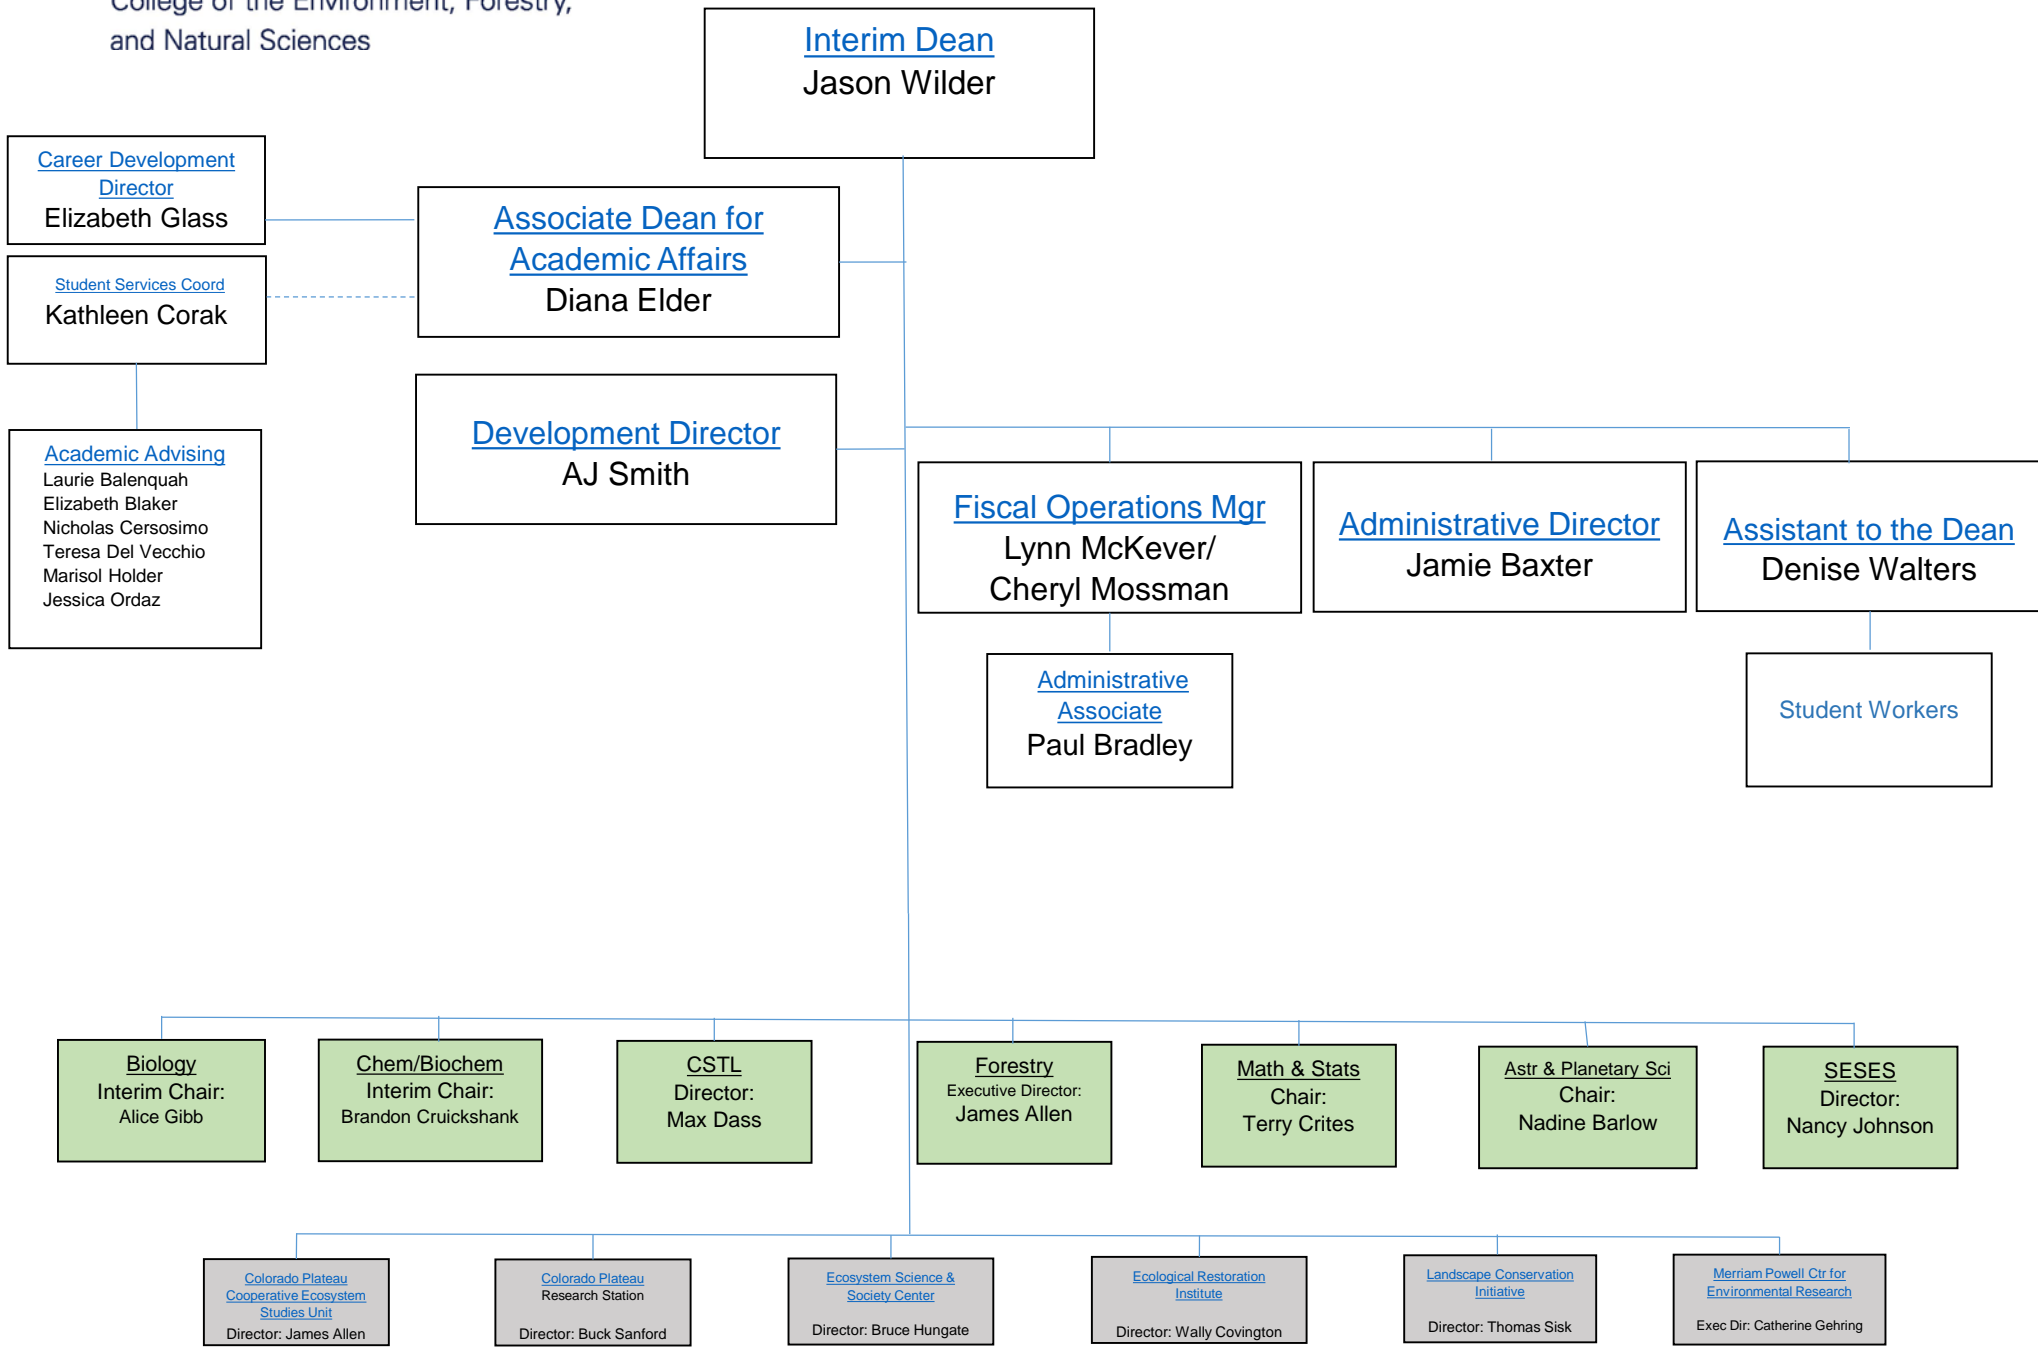 College of the Environment, Forestry,
and Natural Sciences
Interim Dean
Jason Wilder
Career Development
Director
Elizabeth Glass
Student Services Coord
Kathleen Corak
Associate Dean for
Academic Affairs
Diana Elder
Development Director
AJ Smith
Academic Advising
Laurie Balenquah
Elizabeth Blaker
Nicholas Cersosimo
Teresa Del Vecchio
Marisol Holder
Jessica Ordaz
Fiscal Operations Mgr
Lynn McKever/
Cheryl Mossman
Administrative Director
Jamie Baxter
Assistant to the Dean
Denise Walters
Administrative
Associate
Paul Bradley
Student Workers
Biology
Interim Chair:
Alice Gibb
Chem/Biochem
Interim Chair:
Brandon Cruickshank
CSTL
Director:
Max Dass
Forestry
Executive Director:
James Allen
Math & Stats
Chair:
Terry Crites
Astr & Planetary Sci
Chair:
Nadine Barlow
SESES
Director:
Nancy Johnson
Colorado Plateau
Cooperative Ecosystem
Studies Unit
Director: James Allen
Colorado Plateau
Research Station
Director: Buck Sanford
Ecosystem Science &
Society Center
Director: Bruce Hungate
Ecological Restoration
Institute
Director: Wally Covington
Landscape Conservation
Initiative
Director: Thomas Sisk
Merriam Powell Ctr for
Environmental Research
Exec Dir: Catherine Gehring